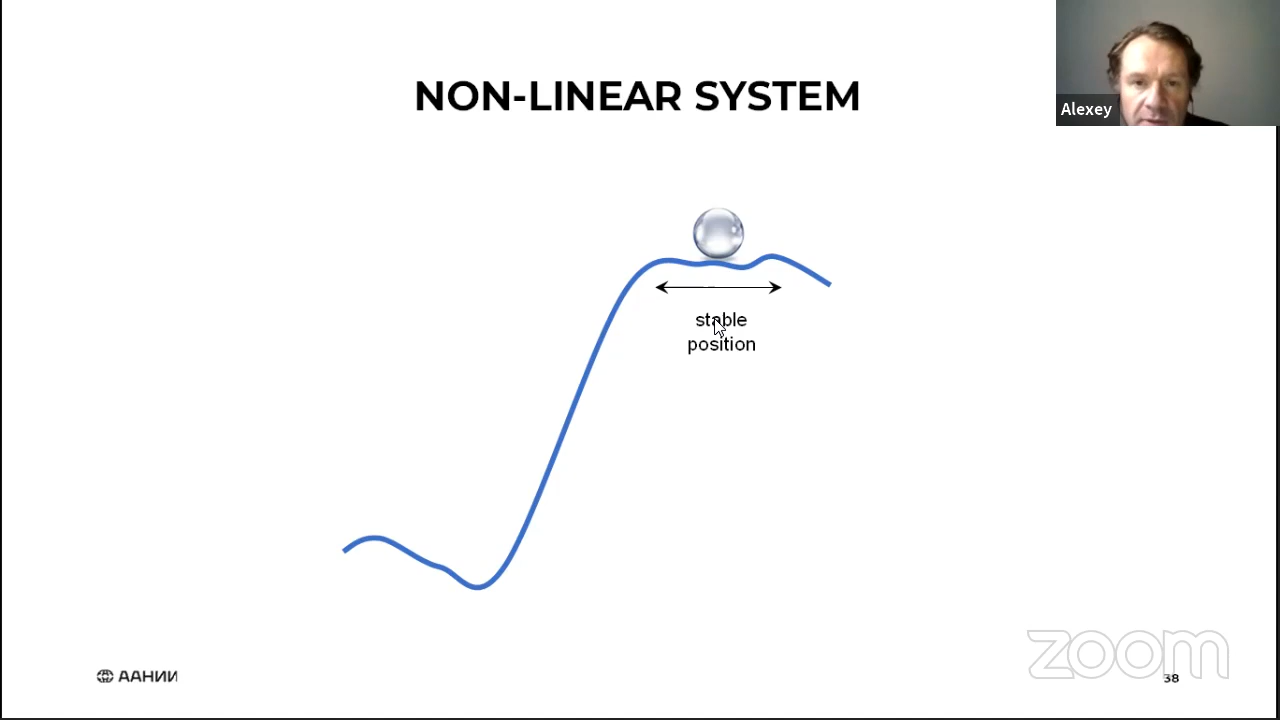 NON-LINEAR SYSTEM
Alexey
stable
position
ААНИИ
zoom
38